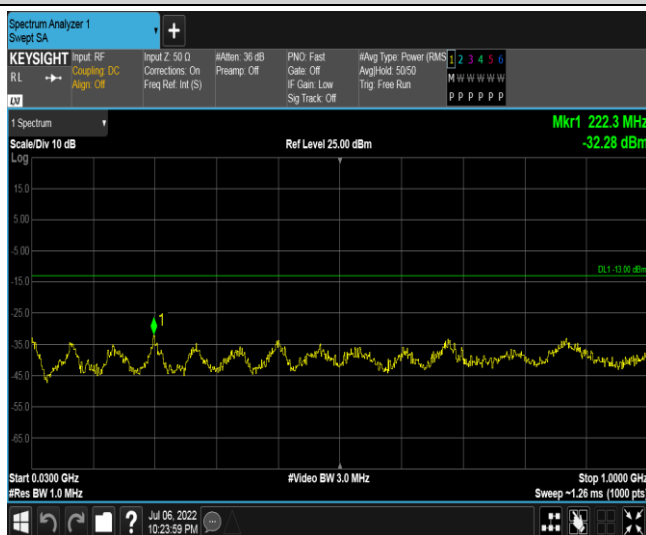 Spectrum Analyzer 1
Swept SA
+
KEYSIGHT
RL
LXI
Input: RF
Coupling: DC
Align: Off
Input Z: 50 Ω
Corrections: On
Freq Ref: Int (S)
#Atten: 36 dB
Preamp: Off
PNO: Fast
Gate: Off
IF Gain: Low
Sig Track: Off
#Avg Type: Power (RMS
Avg|Hold: 50/50
Trig: Free Run
1 2 3 4 5 6
M W W W W W
P P P P P P
1 Spectrum
Mkr1 222.3 MHz
-32.28 dBm
Scale/Div 10 dB
Ref Level 25.00 dBm
Log
15.0
5.00
-5.00
DL1 -13.00 dBm
-15.0
-25.0
1
-35.0
-45.0
-55.0
-65.0
Start 0.0300 GHz
#Video BW 3.0 MHz
Stop 1.0000 GHz
#Res BW 1.0 MHz
Sweep ~1.26 ms (1000 pts)
?
Jul 06, 2022
10:23:59 PM